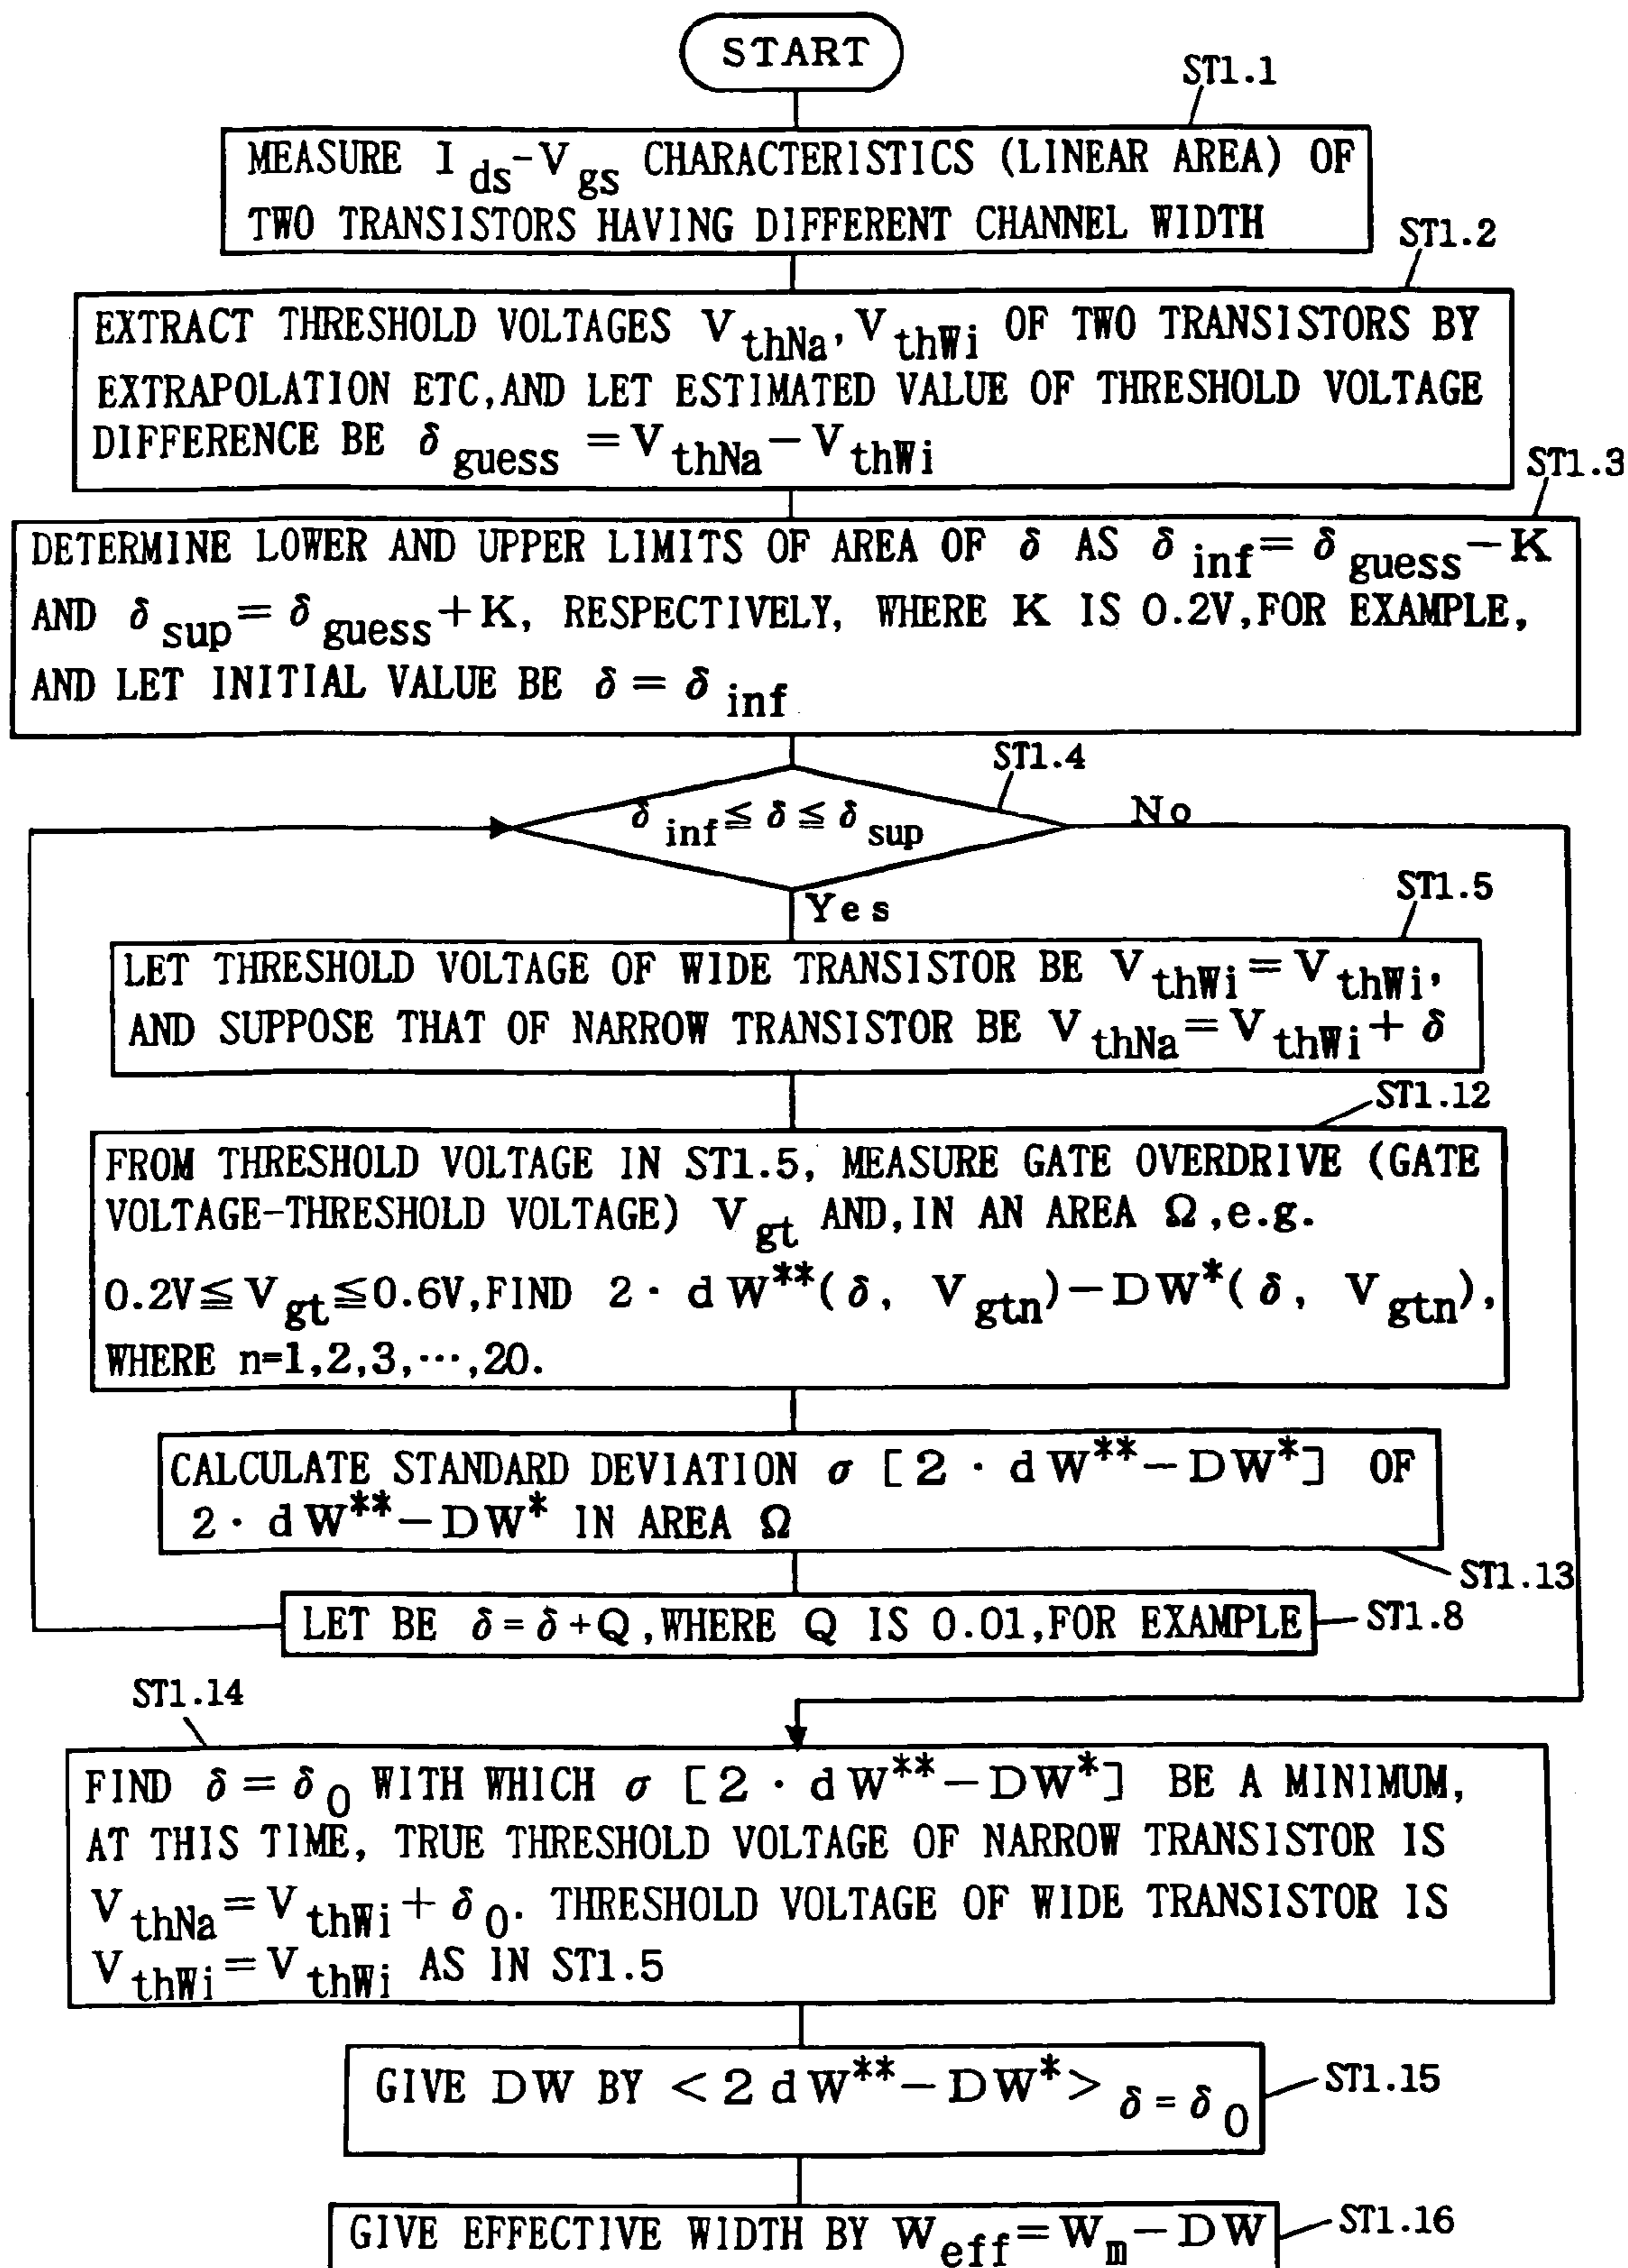 START
ST1.1
MEASURE I ds-V gs CHARACTERISTICS (LINEAR AREA) OF
TWO TRANSISTORS HAVING DIFFERENT CHANNEL WIDTH
ST1.2
EXTRACT THRESHOLD VOLTAGES V thNa, V thWi OF TWO TRANSISTORS BY
EXTRAPOLATION ETC,AND LET ESTIMATED VALUE OF THRESHOLD VOLTAGE
DIFFERENCE BE δ guess = V thNa − V thWi
ST1.3
DETERMINE LOWER AND UPPER LIMITS OF AREA OF δ AS δ inf = δ guess − K
AND δ sup = δ guess + K, RESPECTIVELY, WHERE K IS 0.2V,FOR EXAMPLE,
AND LET INITIAL VALUE BE δ = δ inf
ST1.4
δ inf ≦ δ ≦ δ sup
No
Yes
ST1.5
LET THRESHOLD VOLTAGE OF WIDE TRANSISTOR BE V thWi = V thWi,
AND SUPPOSE THAT OF NARROW TRANSISTOR BE V thNa = V thWi + δ
ST1.12
FROM THRESHOLD VOLTAGE IN ST1.5, MEASURE GATE OVERDRIVE (GATE
VOLTAGE-THRESHOLD VOLTAGE) V gt AND,IN AN AREA Ω,e.g.
0.2V ≦ V gt ≦ 0.6V,FIND 2 · dW**(δ, V gtn) − DW*(δ, V gtn),
WHERE n=1,2,3,⋯,20.
CALCULATE STANDARD DEVIATION σ [2 · dW** − DW*] OF
2 · dW** − DW* IN AREA Ω
ST1.13
LET BE δ = δ + Q,WHERE Q IS 0.01,FOR EXAMPLE
ST1.8
ST1.14
FIND δ = δ 0 WITH WHICH σ [2 · dW** − DW*] BE A MINIMUM,
AT THIS TIME, TRUE THRESHOLD VOLTAGE OF NARROW TRANSISTOR IS
V thNa = V thWi + δ 0. THRESHOLD VOLTAGE OF WIDE TRANSISTOR IS
V thWi = V thWi AS IN ST1.5
GIVE DW BY < 2 dW** − DW* > δ = δ 0
ST1.15
GIVE EFFECTIVE WIDTH BY W eff = W m − DW
ST1.16